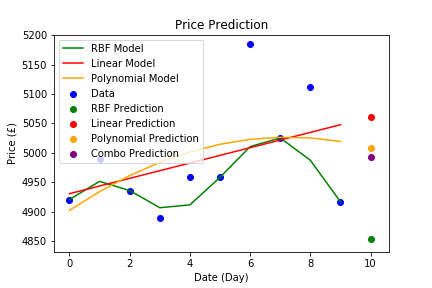 Price Prediction
5200
5150
5100
5050
5000
4950
4900
4850
Price (£)
RBF Model
Linear Model
Polynomial Model
Data
RBF Prediction
Linear Prediction
Polynomial Prediction
Combo Prediction
0
2
4
6
8
10
Date (Day)